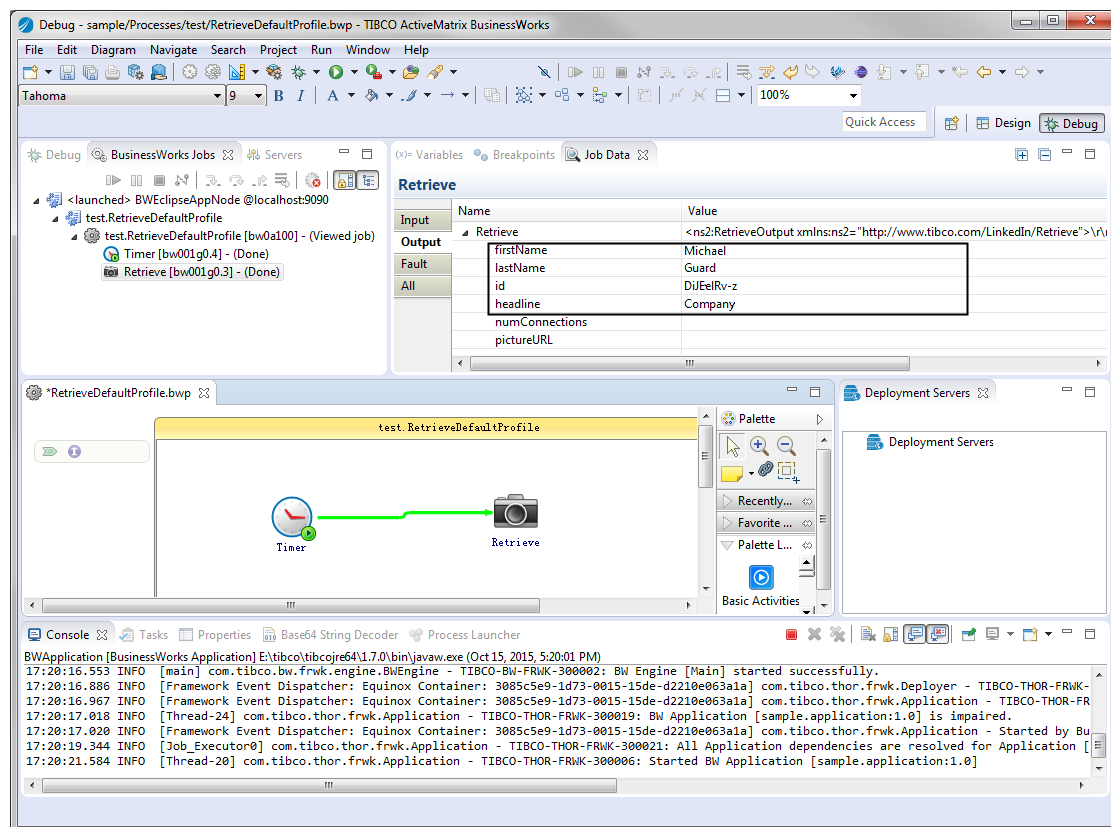 Debug - sample/Processes/test/RetrieveDefaultProfile.bwp - TIBCO ActiveMatrix BusinessWorks
File Edit Diagram Navigate Search Project Run Window Help
Tahoma 9 B I A 100%
Quick Access Design Debug
Debug BusinessWorks Jobs Servers
<launched> BWEclipseAppNode @localhost:9090
test.RetrieveDefaultProfile
test.RetrieveDefaultProfile [bw0a100] - (Viewed job)
Timer [bw001g0.4] - (Done)
Retrieve [bw001g0.3] - (Done)
(x)= Variables Breakpoints Job Data
Retrieve
Input
Output
Fault
All
Name Value
Retrieve <ns2:RetrieveOutput xmlns:ns2="http://www.tibco.com/LinkedIn/Retrieve">\r\
firstName Michael
lastName Guard
id DiJEelRv-z
headline Company
numConnections
pictureURL
*RetrieveDefaultProfile.bwp
test.RetrieveDefaultProfile
Timer
Retrieve
Palette
Recently...
Favorite ...
Palette L...
Basic Activities
Deployment Servers
Deployment Servers
Console Tasks Properties Base64 String Decoder Process Launcher
BWApplication [BusinessWorks Application] E:\tibco\tibcojre64\1.7.0\bin\javaw.exe (Oct 15, 2015, 5:20:01 PM)
17:20:16.553 INFO [main] com.tibco.bw.frwk.engine.BWEngine - TIBCO-BW-FRWK-300002: BW Engine [Main] started successfully.
17:20:16.886 INFO [Framework Event Dispatcher: Equinox Container: 3085c5e9-1d73-0015-15de-d2210e063a1a] com.tibco.thor.frwk.Deployer - TIBCO-THOR-FRWK-
17:20:16.967 INFO [Framework Event Dispatcher: Equinox Container: 3085c5e9-1d73-0015-15de-d2210e063a1a] com.tibco.thor.frwk.Application - TIBCO-THOR-FR
17:20:17.018 INFO [Thread-24] com.tibco.thor.frwk.Application - TIBCO-THOR-FRWK-300019: BW Application [sample.application:1.0] is impaired.
17:20:17.020 INFO [Framework Event Dispatcher: Equinox Container: 3085c5e9-1d73-0015-15de-d2210e063a1a] com.tibco.thor.frwk.Application - Started by Bu
17:20:19.344 INFO [Job_Executor0] com.tibco.thor.frwk.Application - TIBCO-THOR-FRWK-300021: All Application dependencies are resolved for Application [
17:20:21.584 INFO [Thread-20] com.tibco.thor.frwk.Application - TIBCO-THOR-FRWK-300006: Started BW Application [sample.application:1.0]